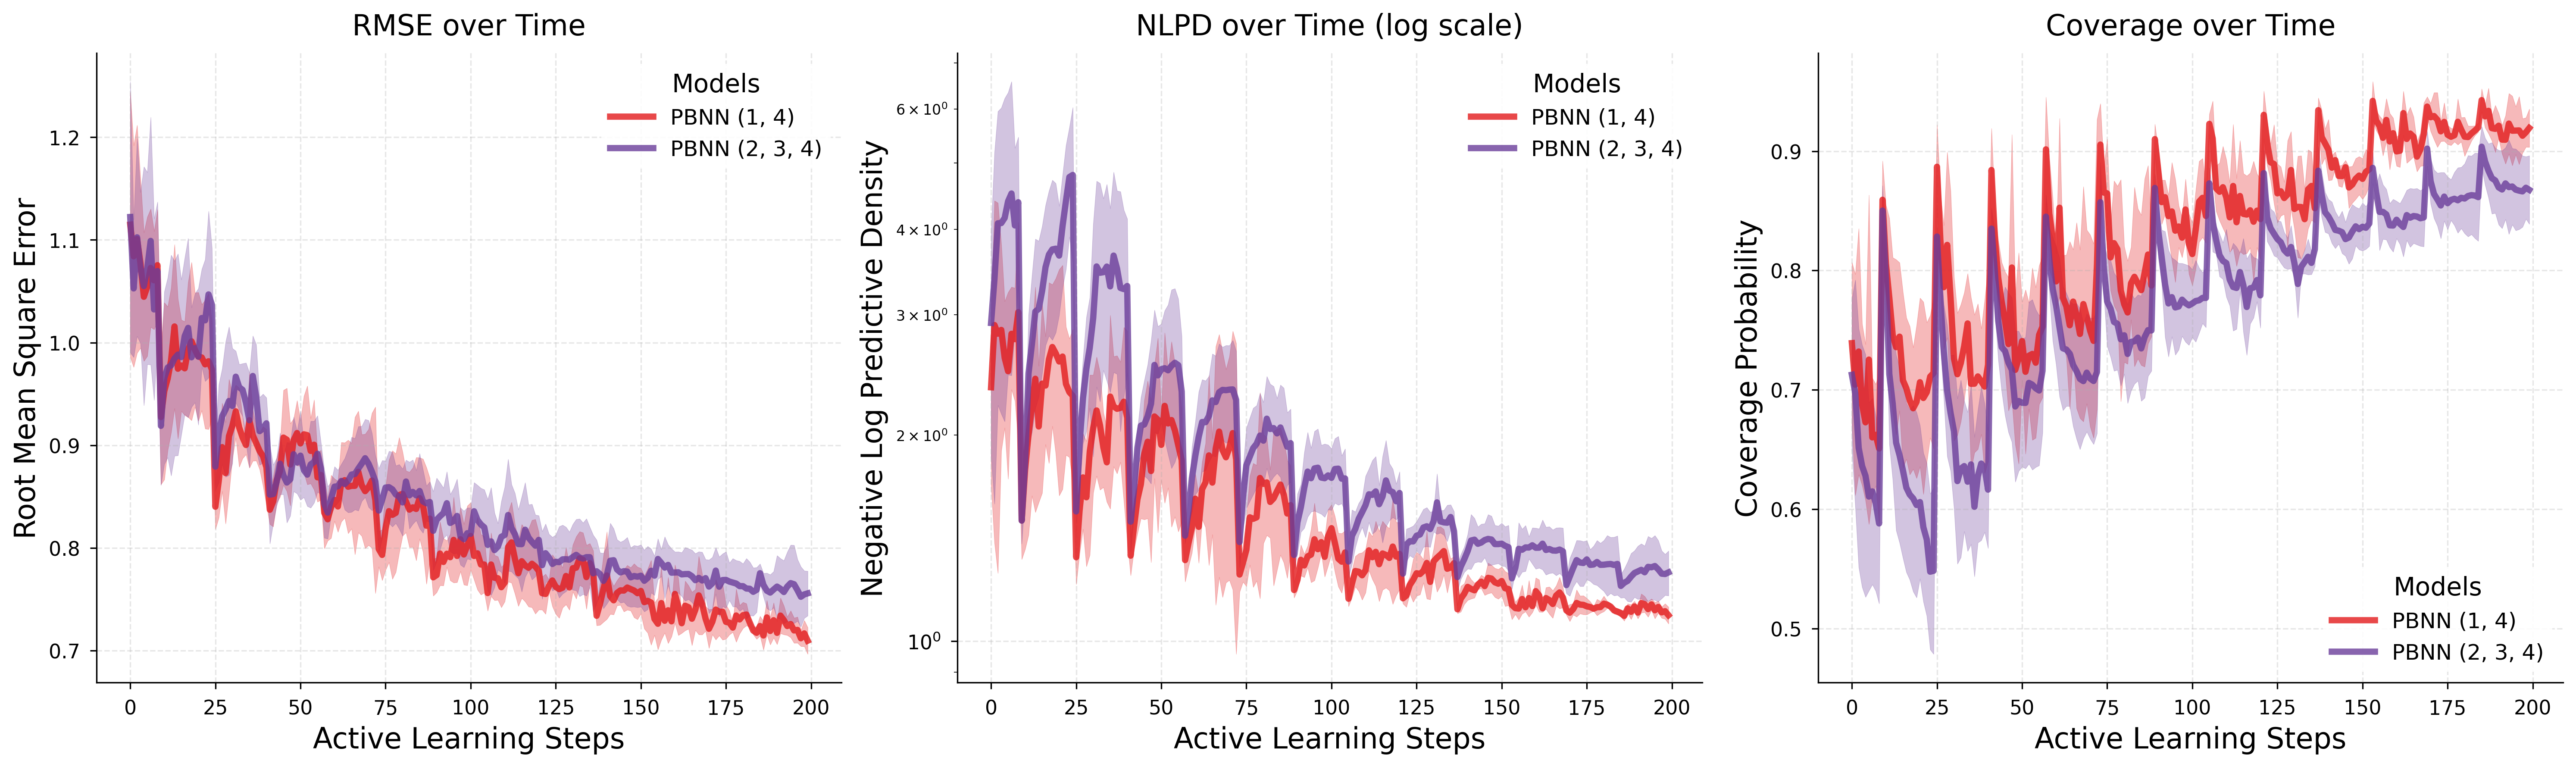 RMSE over Time
Root Mean Square Error
1.2
1.1
1.0
0.9
0.8
0.7
Models
PBNN (1, 4)
PBNN (2, 3, 4)
0 25 50 75 100 125 150 175 200
Active Learning Steps
NLPD over Time (log scale)
Negative Log Predictive Density
6 × 10⁰
4 × 10⁰
3 × 10⁰
2 × 10⁰
10⁰
Models
PBNN (1, 4)
PBNN (2, 3, 4)
0 25 50 75 100 125 150 175 200
Active Learning Steps
Coverage over Time
Coverage Probability
0.9
0.8
0.7
0.6
0.5
Models
PBNN (1, 4)
PBNN (2, 3, 4)
0 25 50 75 100 125 150 175 200
Active Learning Steps